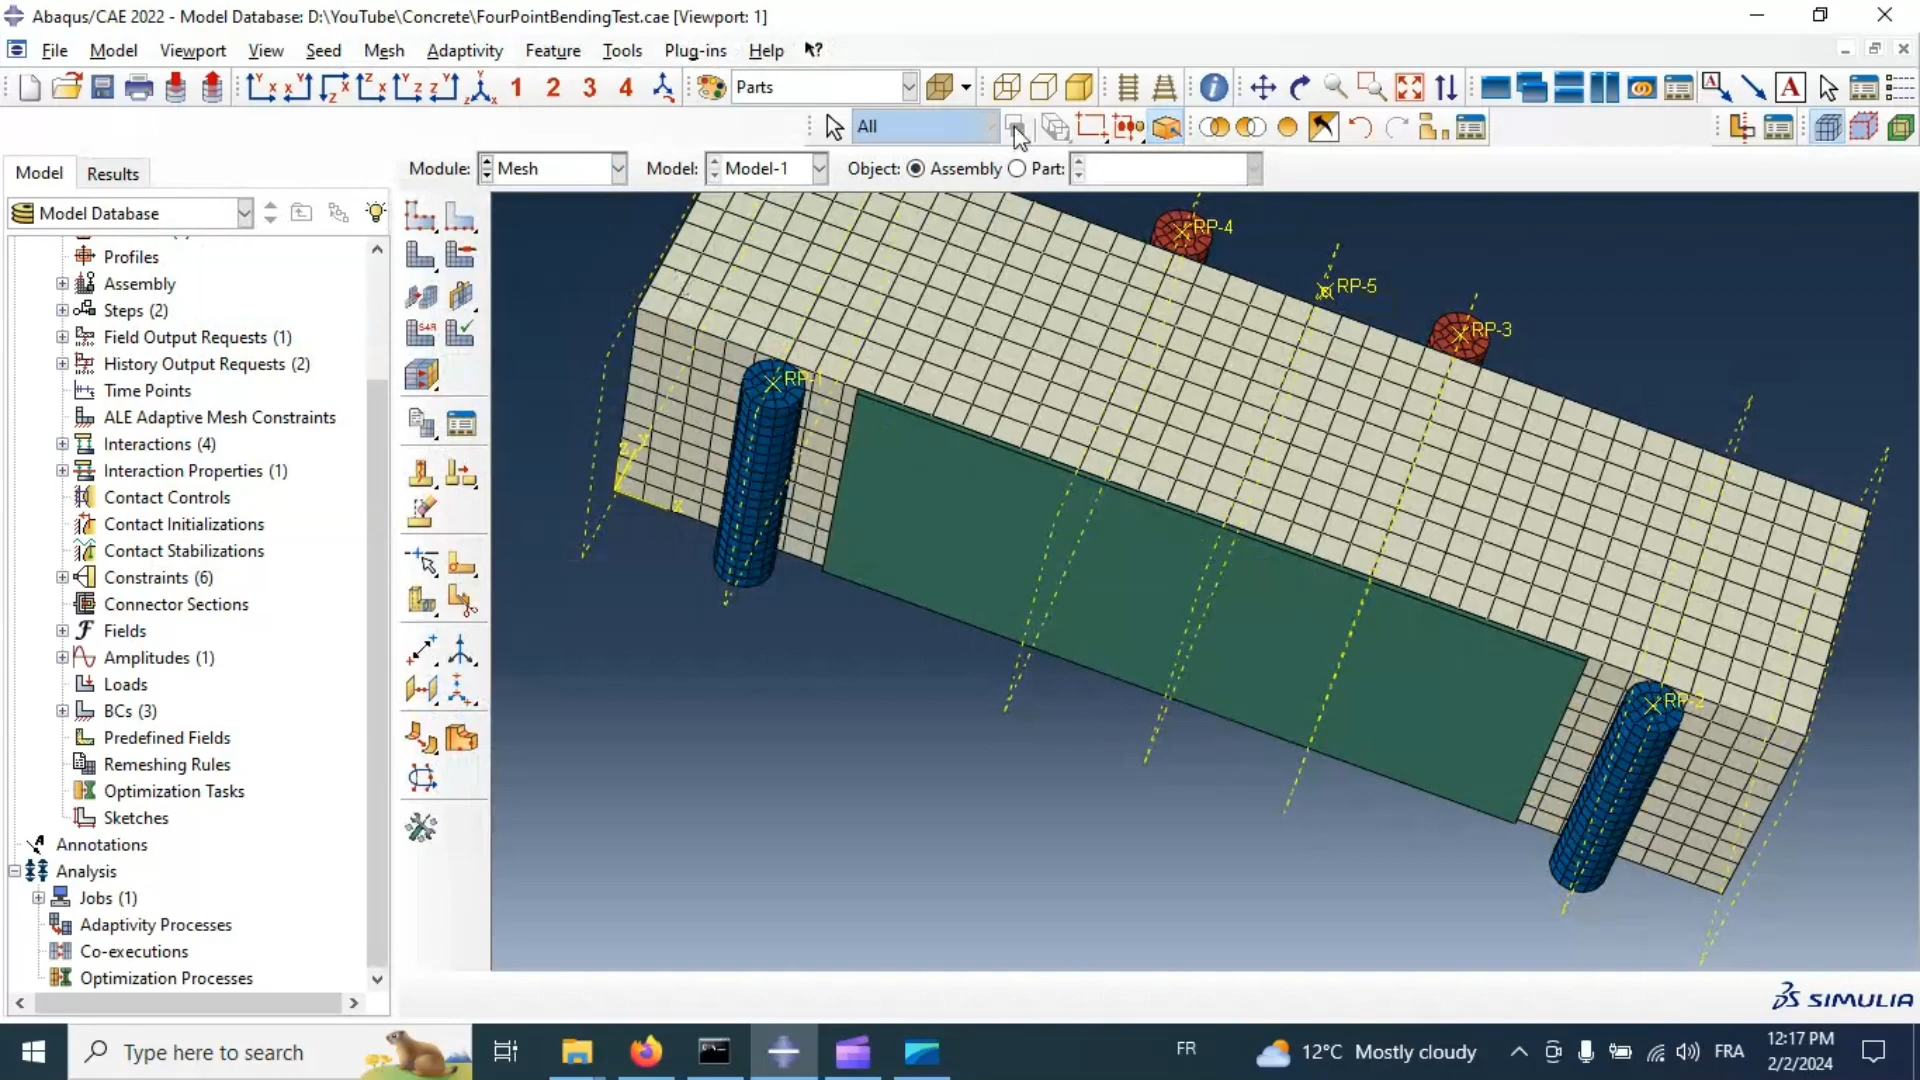 Abaqus/CAE 2022 - Model Database: D:\YouTube\Concrete\FourPointBendingTest.cae [Viewport: 1]
File Model Viewport View Seed Mesh Adaptivity Feature Tools Plug-ins Help
1 2 3 4 Parts
All
Module: Mesh Model: Model-1 Object: Assembly Part:
Model Results
Model Database
Profiles
Assembly
Steps (2)
Field Output Requests (1)
History Output Requests (2)
Time Points
ALE Adaptive Mesh Constraints
Interactions (4)
Interaction Properties (1)
Contact Controls
Contact Initializations
Contact Stabilizations
Constraints (6)
Connector Sections
Fields
Amplitudes (1)
Loads
BCs (3)
Predefined Fields
Remeshing Rules
Optimization Tasks
Sketches
Annotations
Analysis
Jobs (1)
Adaptivity Processes
Co-executions
Optimization Processes
RP-4
RP-5
RP-3
RP-1
RP-2
SIMULIA
Type here to search
FR
12°C Mostly cloudy
FRA
12:17 PM
2/2/2024